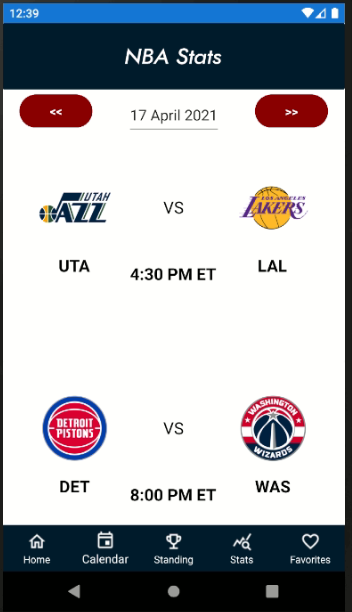 12:39
NBA Stats
<< 17 April 2021 >>
UTAH
JAZZ
VS
LOS ANGELES
LAKERS
UTA 4:30 PM ET LAL
DETROIT
PISTONS
VS
WASHINGTON
WIZARDS
DET 8:00 PM ET WAS
Home Calendar Standing Stats Favorites